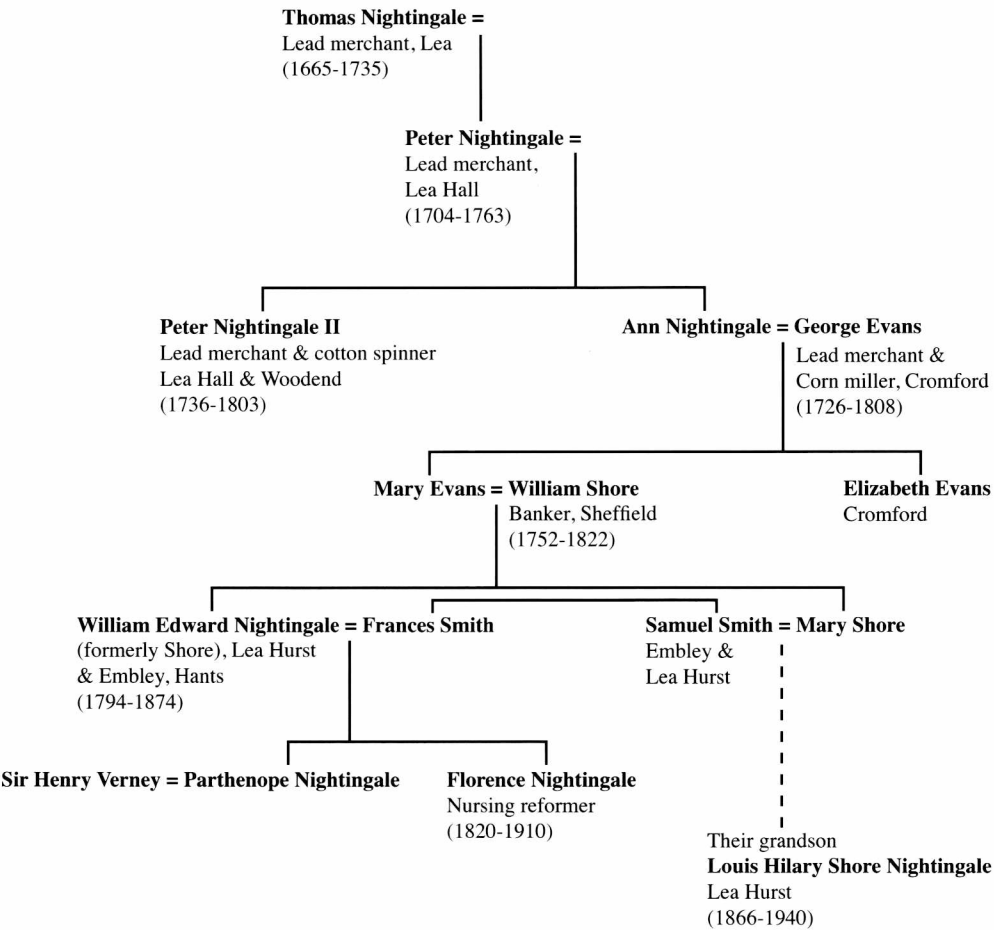 Thomas Nightingale =
Lead merchant, Lea
(1665-1735)
Peter Nightingale =
Lead merchant,
Lea Hall
(1704-1763)
Peter Nightingale II
Lead merchant & cotton spinner
Lea Hall & Woodend
(1736-1803)
Ann Nightingale = George Evans
Lead merchant &
Corn miller, Cromford
(1726-1808)
Mary Evans = William Shore
Banker, Sheffield
(1752-1822)
Elizabeth Evans
Cromford
William Edward Nightingale = Frances Smith
(formerly Shore), Lea Hurst
& Embley, Hants
(1794-1874)
Samuel Smith = Mary Shore
Embley &
Lea Hurst
Sir Henry Verney = Parthenope Nightingale
Florence Nightingale
Nursing reformer
(1820-1910)
Their grandson
Louis Hilary Shore Nightingale
Lea Hurst
(1866-1940)